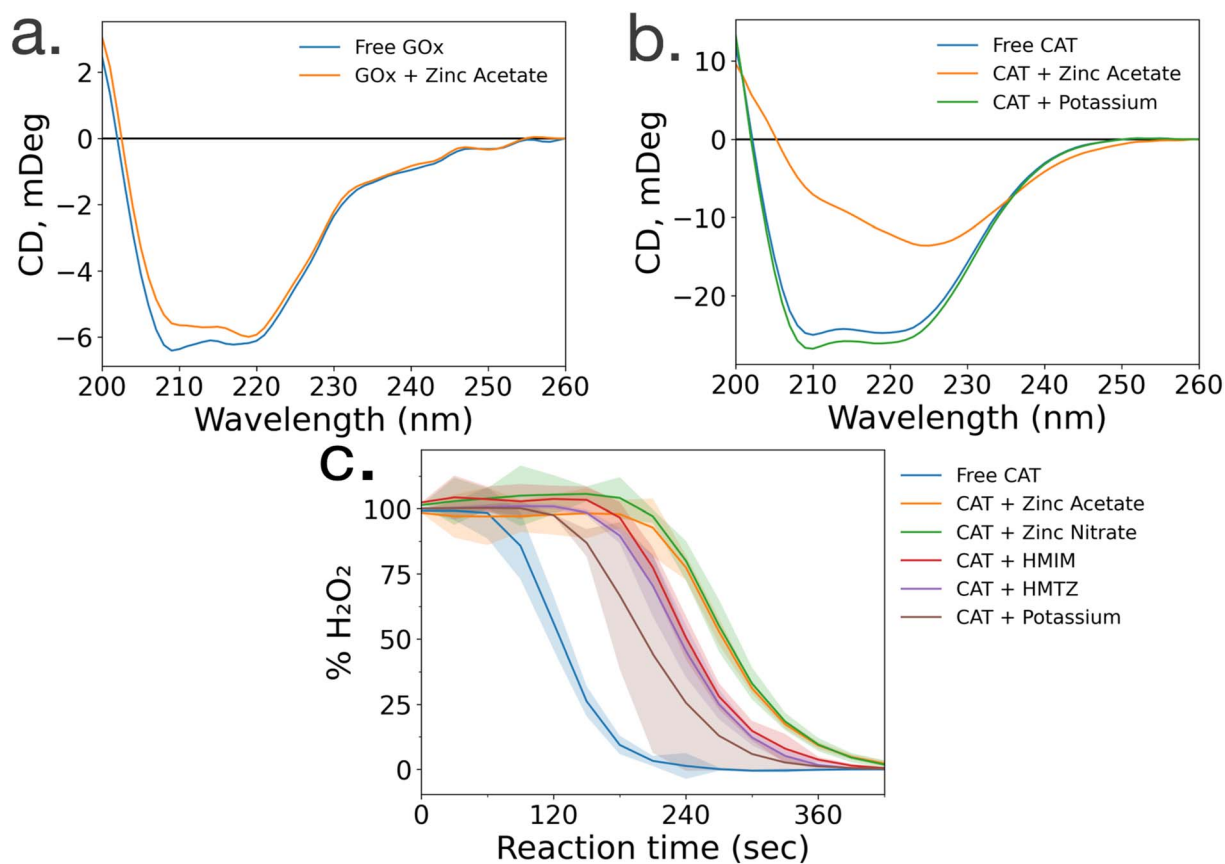 a.
Free GOx
GOx + Zinc Acetate
CD, mDeg
2
0
−2
−4
−6
200 210 220 230 240 250 260
Wavelength (nm)
b.
Free CAT
CAT + Zinc Acetate
CAT + Potassium
CD, mDeg
10
0
−10
−20
200 210 220 230 240 250 260
Wavelength (nm)
c.
Free CAT
CAT + Zinc Acetate
CAT + Zinc Nitrate
CAT + HMIM
CAT + HMTZ
CAT + Potassium
% H₂O₂
100
75
50
25
0
0 120 240 360
Reaction time (sec)